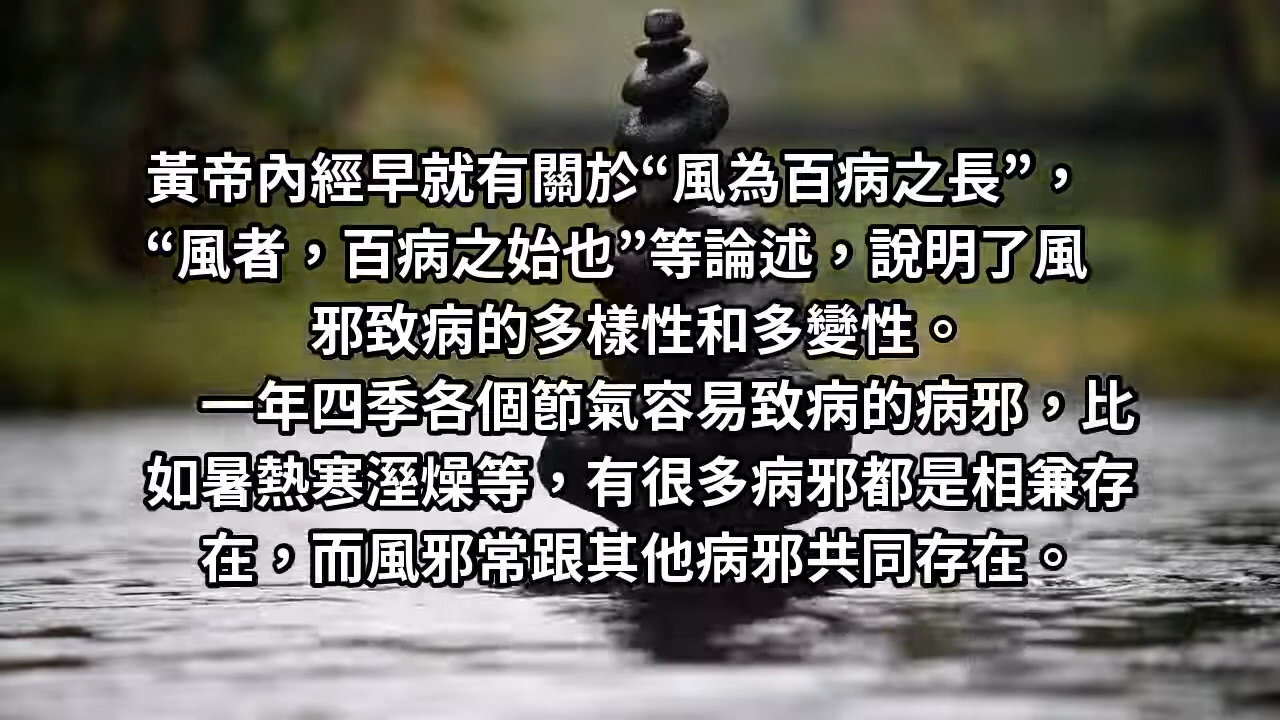 黃帝內經早就有關於“風為百病之長”，
“風者，百病之始也”等論述，說明了風
邪致病的多樣性和多變性。
一年四季各個節氣容易致病的病邪，比
如暑熱寒溼燥等，有很多病邪都是相兼存
在，而風邪常跟其他病邪共同存在。